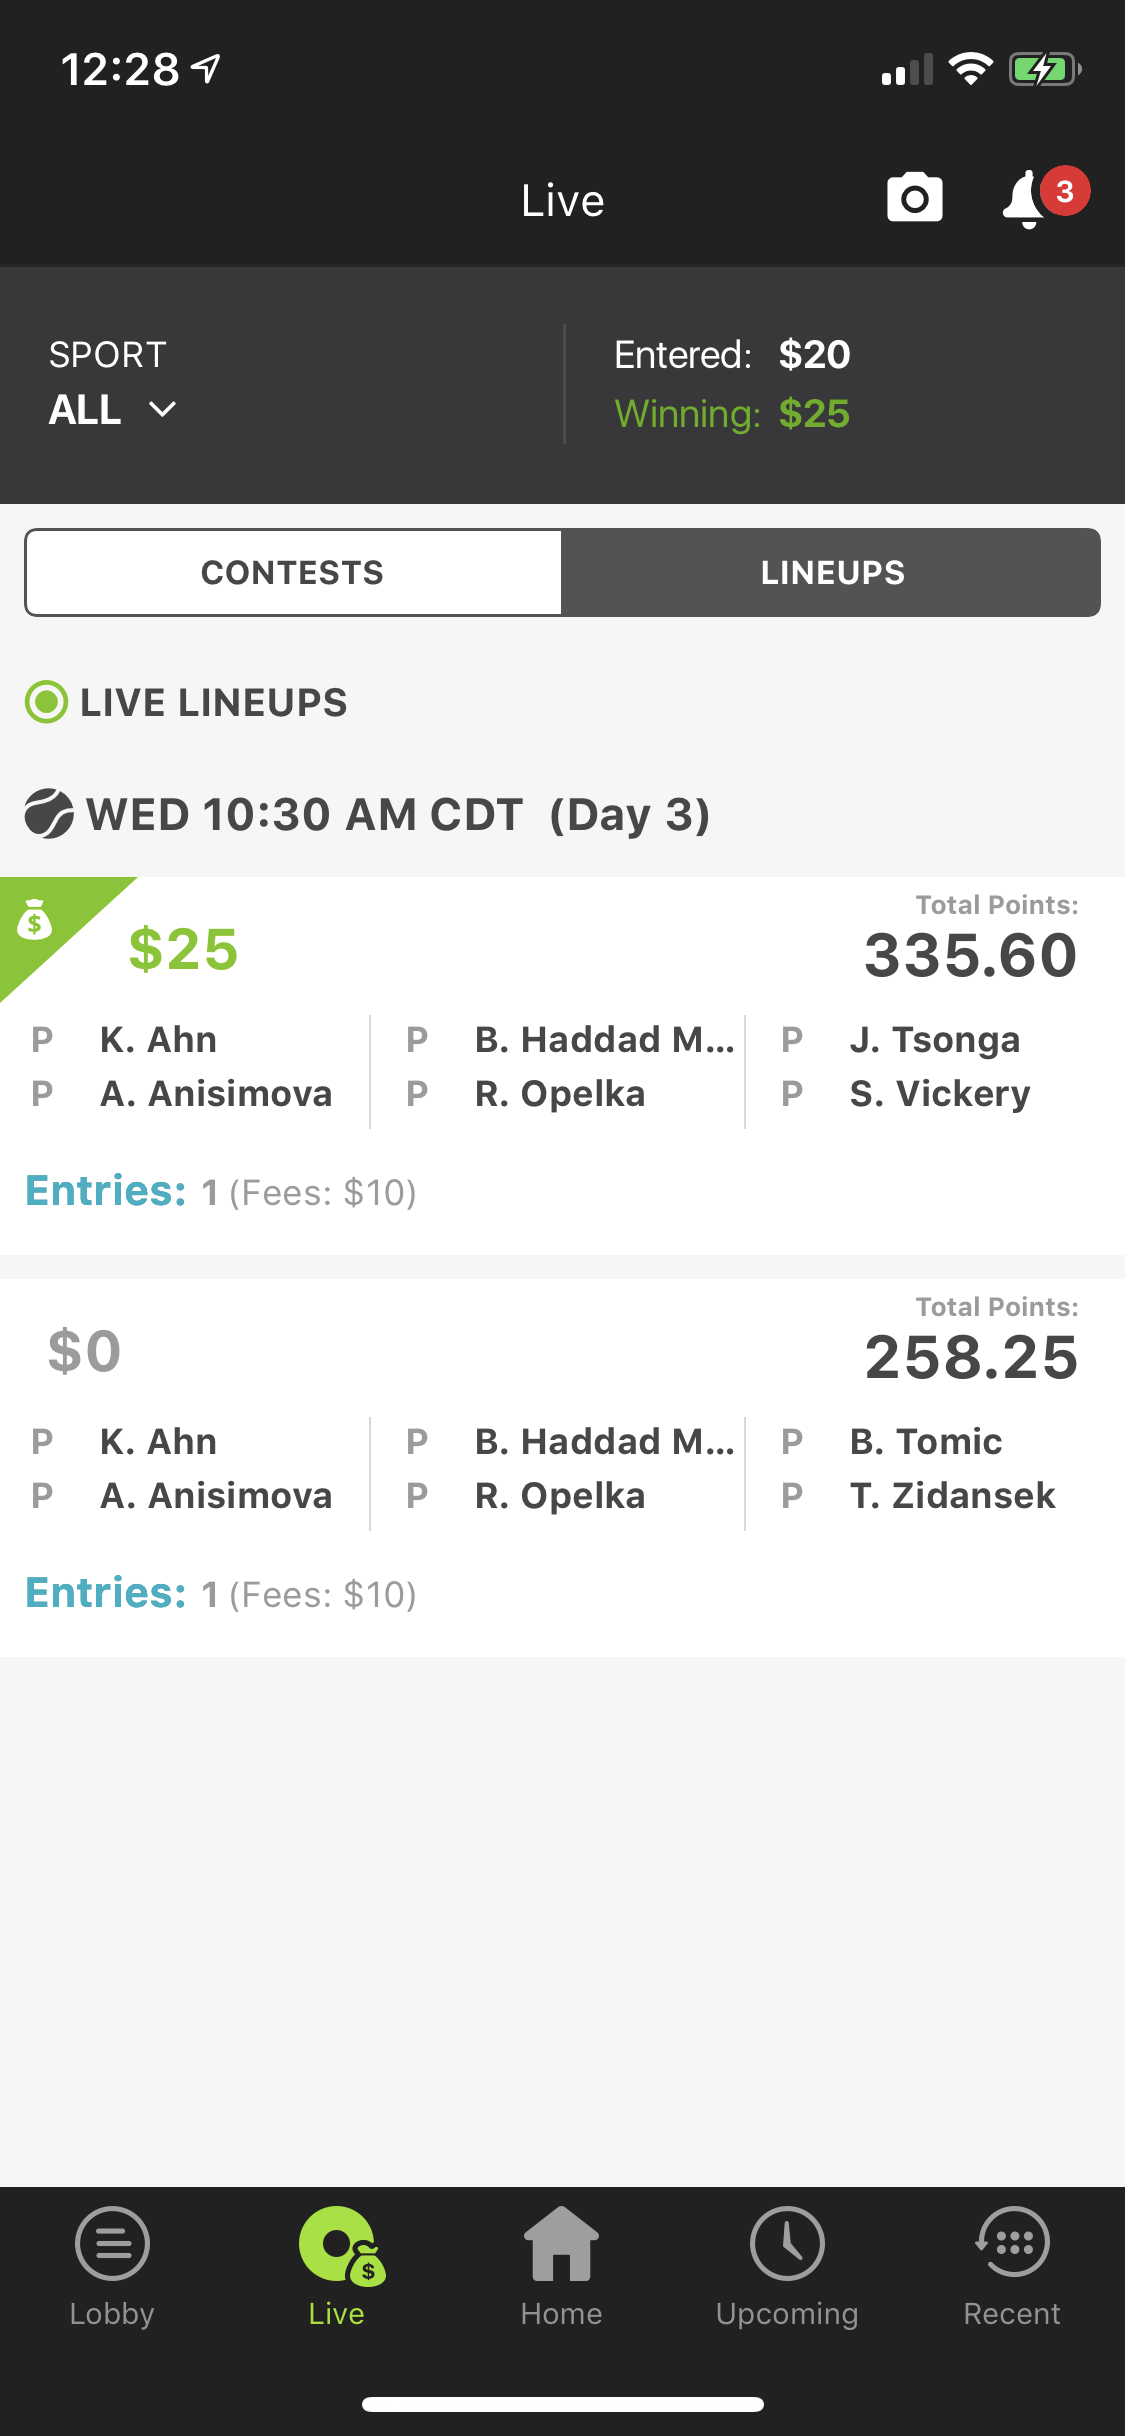 12:28
Live
3
SPORT
ALL
Entered: $20
Winning: $25
CONTESTS
LINEUPS
LIVE LINEUPS
WED 10:30 AM CDT (Day 3)
$
$25
Total Points:
335.60
P K. Ahn
P B. Haddad M...
P J. Tsonga
P A. Anisimova
P R. Opelka
P S. Vickery
Entries: 1 (Fees: $10)
$0
Total Points:
258.25
P K. Ahn
P B. Haddad M...
P B. Tomic
P A. Anisimova
P R. Opelka
P T. Zidansek
Entries: 1 (Fees: $10)
$
Lobby
Live
Home
Upcoming
Recent